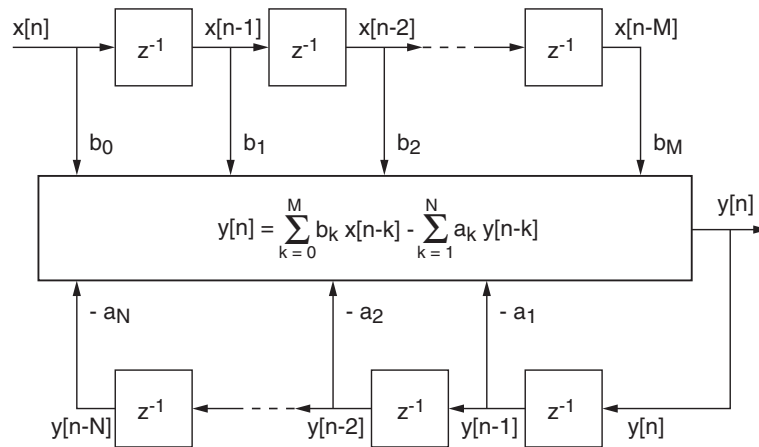 x[n] x[n-1] x[n-2] x[n-M]
z⁻¹ z⁻¹ z⁻¹
b₀ b₁ b₂ b_M
y[n] = ∑_{k = 0}^{M} b_k x[n-k] - ∑_{k = 1}^{N} a_k y[n-k]
y[n]
- a_N - a₂ - a₁
z⁻¹ z⁻¹ z⁻¹
y[n-N] y[n-2] y[n-1] y[n]